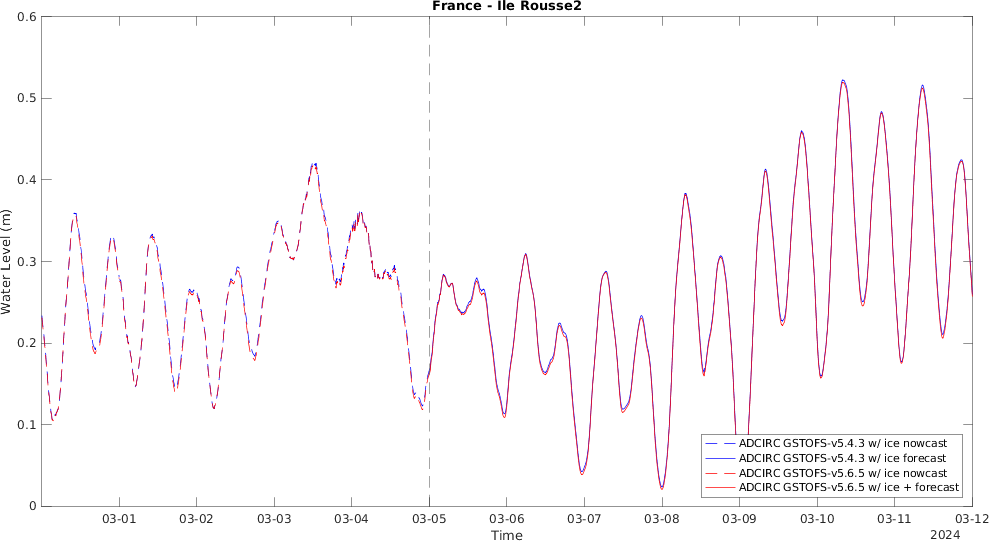 France - Ile Rousse2
Water Level (m)
0.6
0.5
0.4
0.3
0.2
0.1
0
ADCIRC GSTOFS-v5.4.3 w/ ice nowcast
ADCIRC GSTOFS-v5.4.3 w/ ice forecast
ADCIRC GSTOFS-v5.6.5 w/ ice nowcast
ADCIRC GSTOFS-v5.6.5 w/ ice + forecast
03-01 03-02 03-03 03-04 03-05 03-06 03-07 03-08 03-09 03-10 03-11 03-12
Time
2024